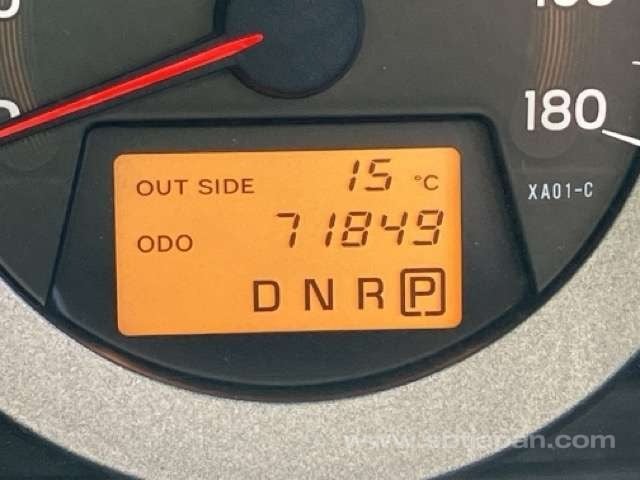 180
XA01-C
OUT SIDE 15 °C
ODO 71849
D N R P
www.sbtjapan.com